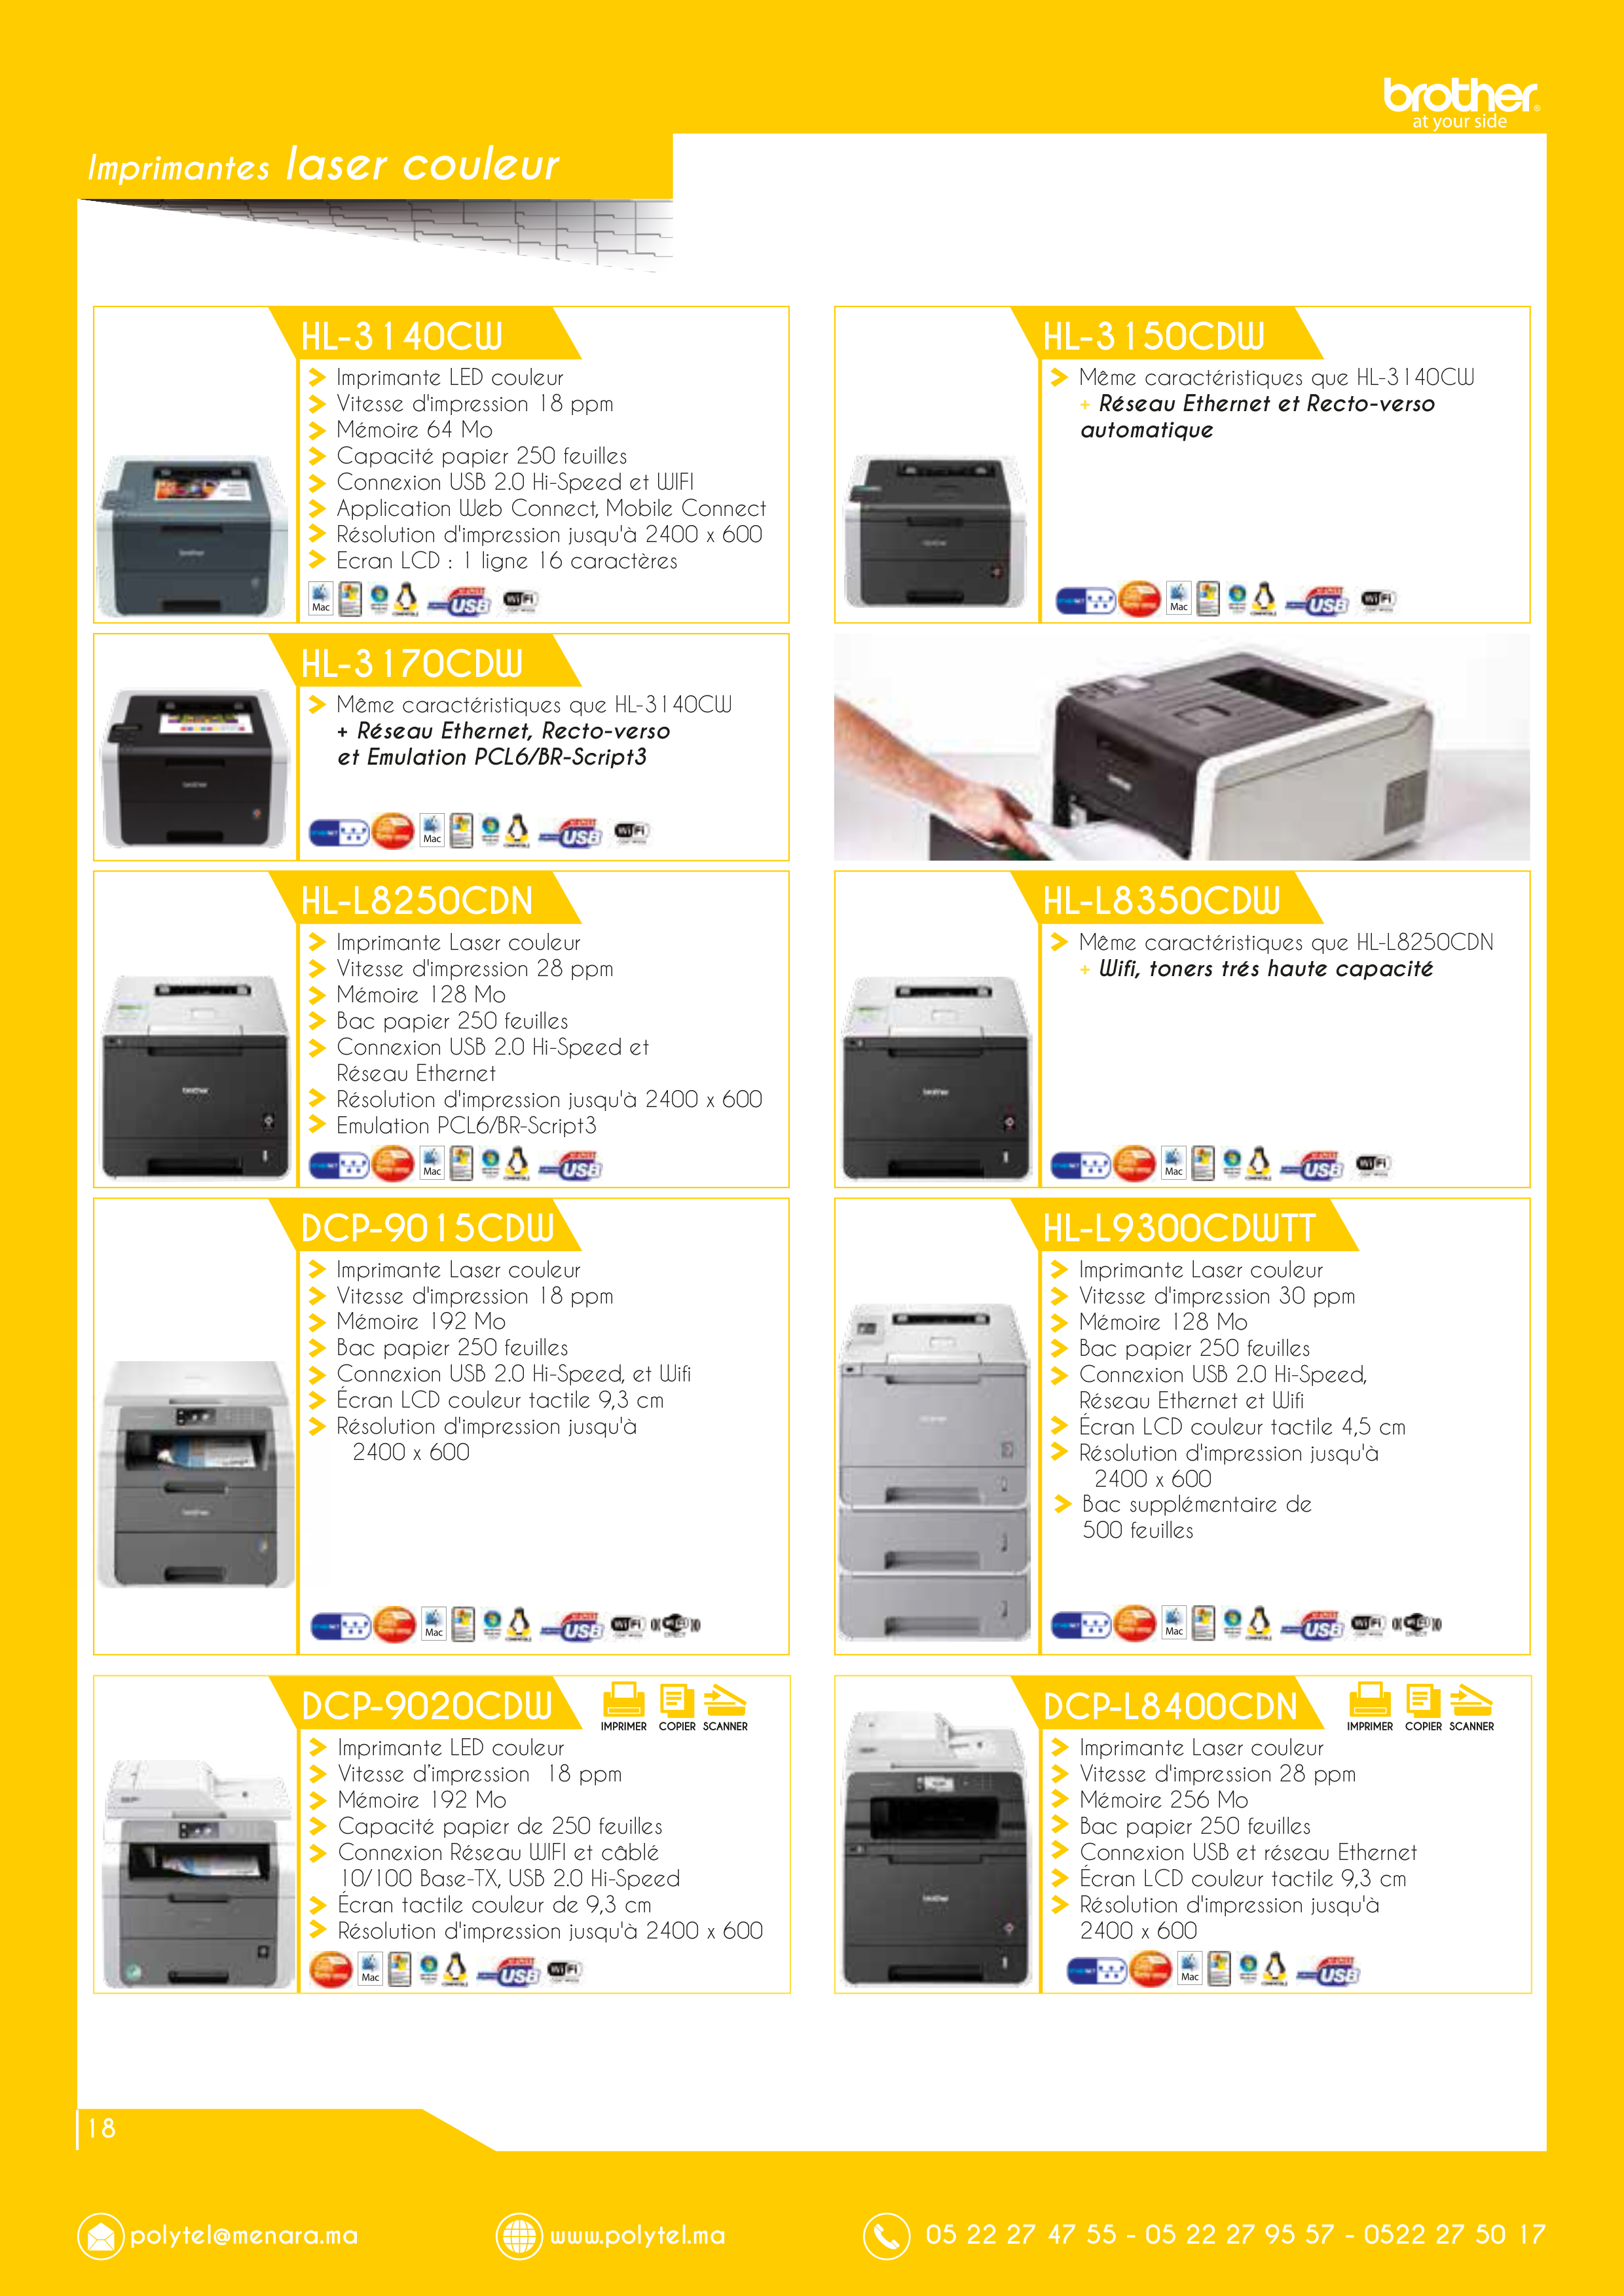 brother
at your side
Imprimantes laser couleur
HL-3140CW
Imprimante LED couleur
Vitesse d'impression 18 ppm
Mémoire 64 Mo
Capacité papier 250 feuilles
Connexion USB 2.0 Hi-Speed et WIFI
Application Web Connect, Mobile Connect
Résolution d'impression jusqu'à 2400 x 600
Ecran LCD : 1 ligne 16 caractères
Mac
USB
WiFi
HL-3150CDW
Même caractéristiques que HL-3140CW
+ Réseau Ethernet et Recto-verso
automatique
Mac
USB
WiFi
HL-3170CDW
Même caractéristiques que HL-3140CW
+ Réseau Ethernet, Recto-verso
et Emulation PCL6/BR-Script3
Mac
USB
WiFi
HL-L8250CDN
Imprimante Laser couleur
Vitesse d'impression 28 ppm
Mémoire 128 Mo
Bac papier 250 feuilles
Connexion USB 2.0 Hi-Speed et
Réseau Ethernet
Résolution d'impression jusqu'à 2400 x 600
Emulation PCL6/BR-Script3
Mac
USB
HL-L8350CDW
Même caractéristiques que HL-L8250CDN
+ Wifi, toners trés haute capacité
Mac
USB
WiFi
DCP-9015CDW
Imprimante Laser couleur
Vitesse d'impression 18 ppm
Mémoire 192 Mo
Bac papier 250 feuilles
Connexion USB 2.0 Hi-Speed, et Wifi
Écran LCD couleur tactile 9,3 cm
Résolution d'impression jusqu'à
2400 x 600
Mac
USB
WiFi
HL-L9300CDWTT
Imprimante Laser couleur
Vitesse d'impression 30 ppm
Mémoire 128 Mo
Bac papier 250 feuilles
Connexion USB 2.0 Hi-Speed,
Réseau Ethernet et Wifi
Écran LCD couleur tactile 4,5 cm
Résolution d'impression jusqu'à
2400 x 600
Bac supplémentaire de
500 feuilles
Mac
USB
WiFi
DCP-9020CDW
IMPRIMER COPIER SCANNER
Imprimante LED couleur
Vitesse d’impression 18 ppm
Mémoire 192 Mo
Capacité papier de 250 feuilles
Connexion Réseau WIFI et câblé
10/100 Base-TX, USB 2.0 Hi-Speed
Écran tactile couleur de 9,3 cm
Résolution d'impression jusqu'à 2400 x 600
Mac
USB
WiFi
DCP-L8400CDN
IMPRIMER COPIER SCANNER
Imprimante Laser couleur
Vitesse d'impression 28 ppm
Mémoire 256 Mo
Bac papier 250 feuilles
Connexion USB et réseau Ethernet
Écran LCD couleur tactile 9,3 cm
Résolution d'impression jusqu'à
2400 x 600
Mac
USB
18
polytel@menara.ma
www.polytel.ma
05 22 27 47 55 - 05 22 27 95 57 - 0522 27 50 17